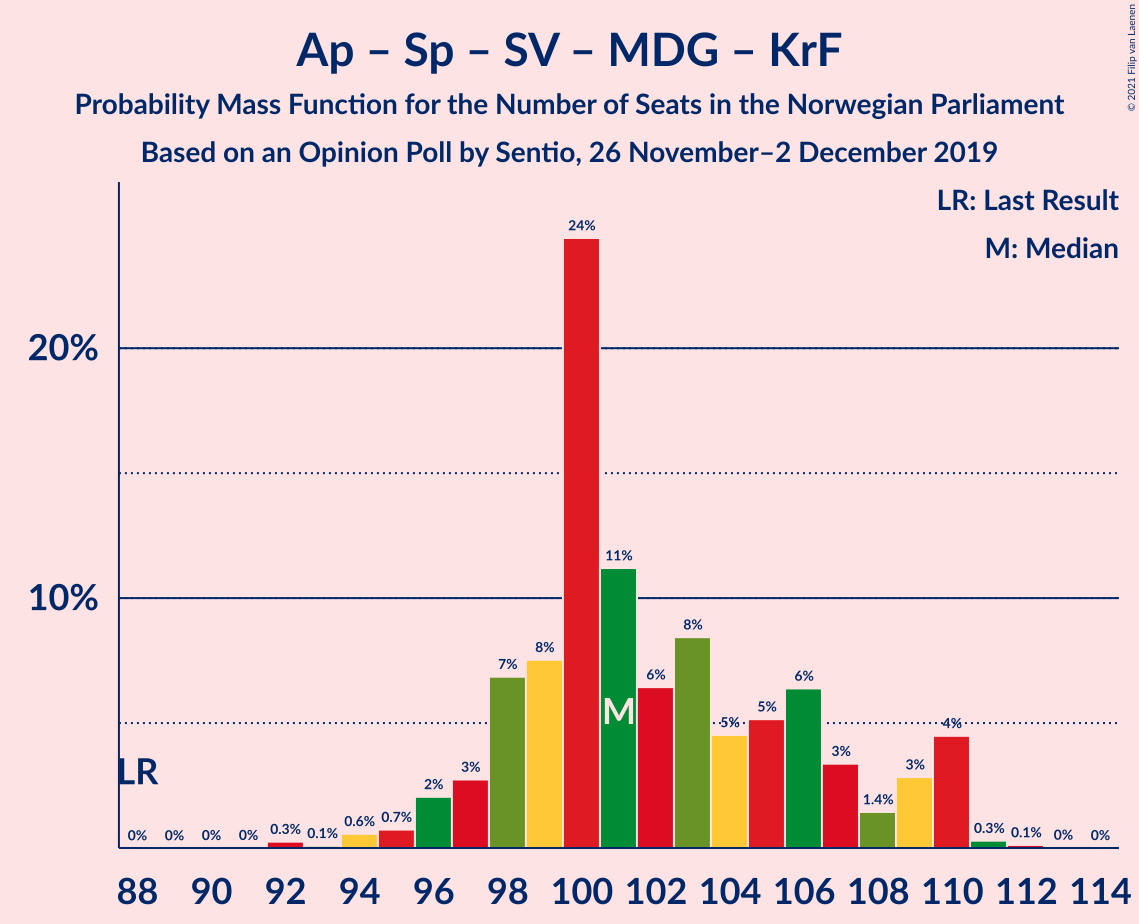 Ap – Sp – SV – MDG – KrF
Probability Mass Function for the Number of Seats in the Norwegian Parliament
Based on an Opinion Poll by Sentio, 26 November–2 December 2019
© 2021 Filip van Laenen
LR: Last Result
M: Median
24%
20%
11%
10%
8%
8%
7%
6%
6%
M
5%
5%
4%
LR
3%
3%
3%
2%
1.4%
0% 0% 0% 0% 0.3% 0.1% 0.6% 0.7%
0.3% 0.1% 0% 0%
88 90 92 94 96 98 100 102 104 106 108 110 112 114